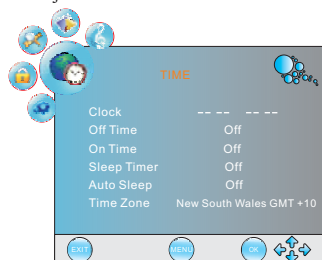 TIME
Clock -- -- -- --
Off Time Off
On Time Off
Sleep Timer Off
Auto Sleep Off
Time Zone New South Wales GMT +10
EXIT MENU OK